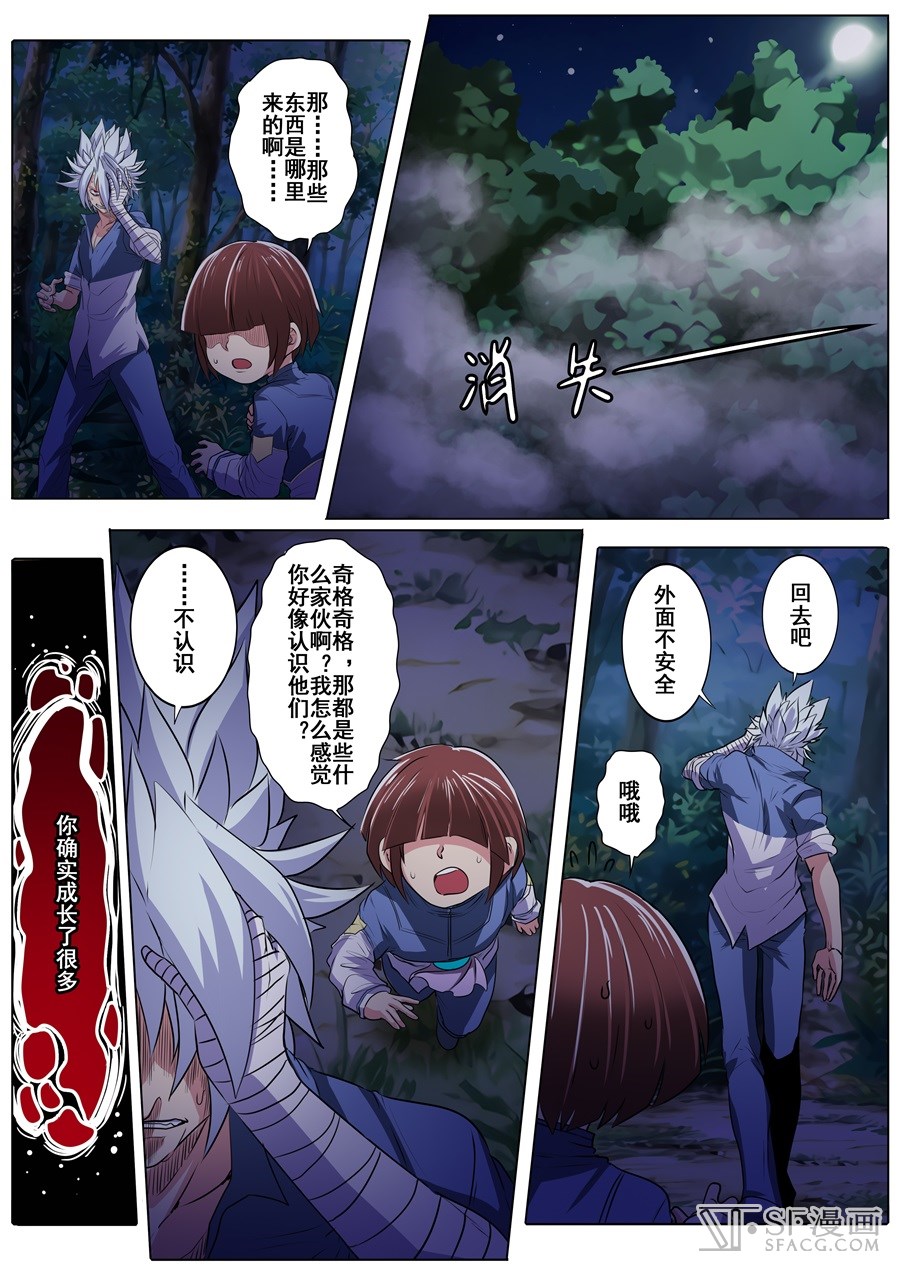 消失
那……那些
东西是哪里
来的啊……
回去吧
外面不安全
哦哦
奇格奇格，那都是些什
么家伙啊？我怎么感觉
你好像认识他们？
……不认识
你确实成长了很多
SF漫画
SFACG.COM